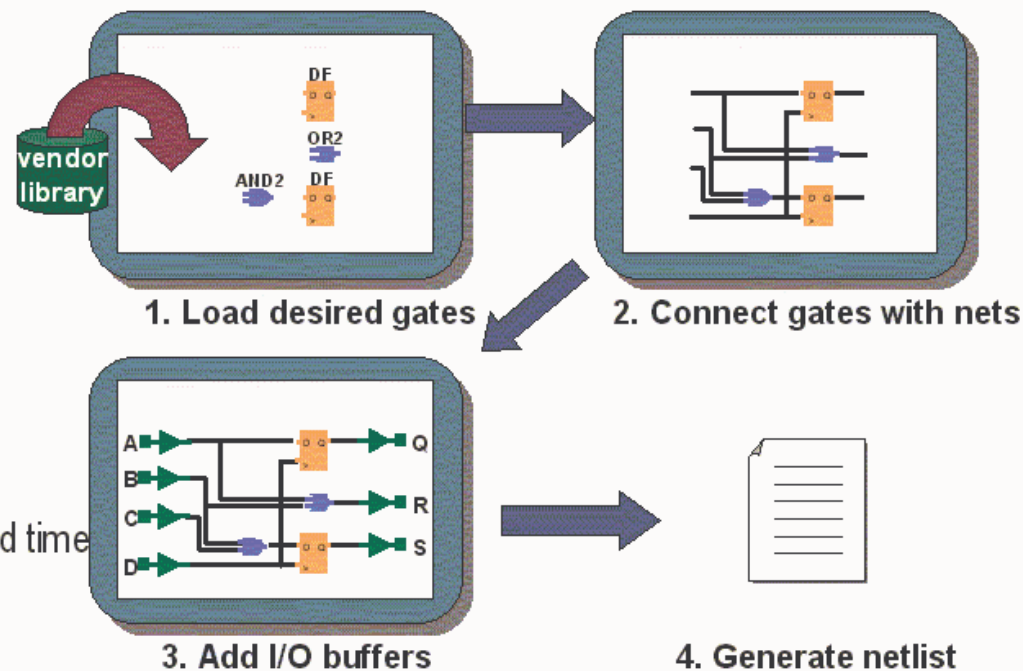 vendor
library
DF
D Q
OR2
AND2
DF
D Q
D Q
D Q
1. Load desired gates
2. Connect gates with nets
A
B
C
D
D Q
D Q
Q
R
S
d time
3. Add I/O buffers
4. Generate netlist